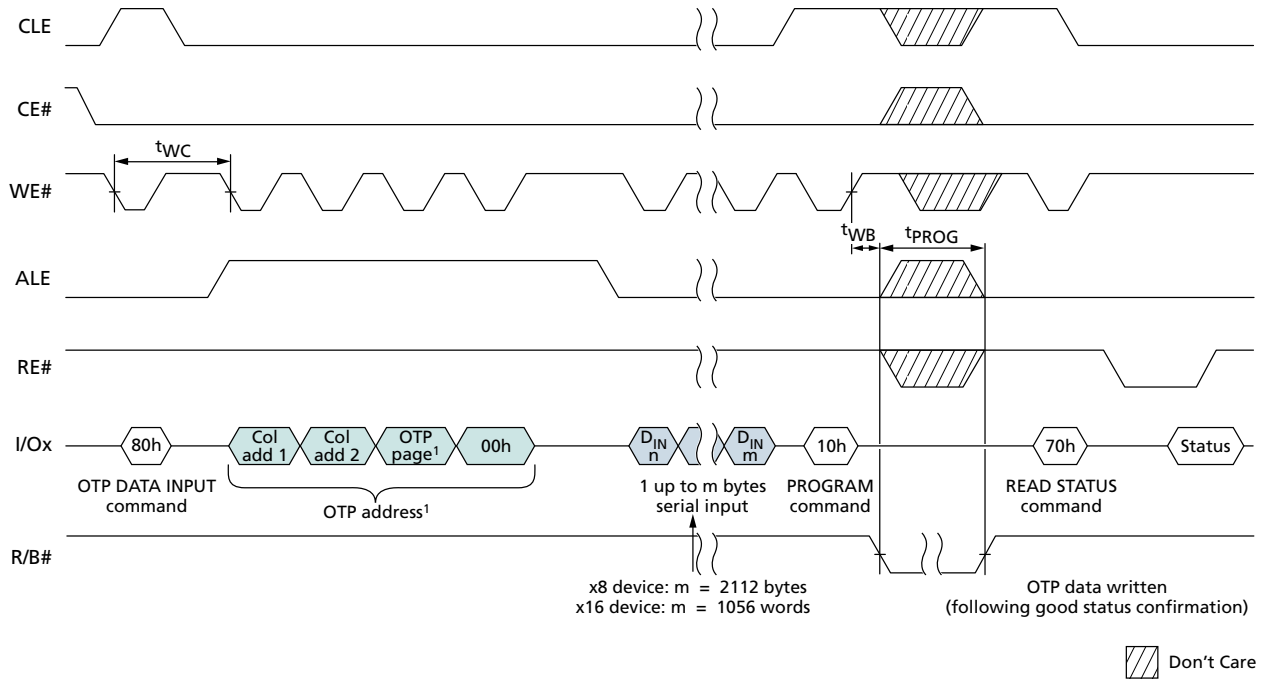 CLE
CE#
tWC
WE#
tWB
tPROG
ALE
RE#
I/Ox
80h
Col
add 1
Col
add 2
OTP
page1
00h
DIN
n
DIN
m
10h
70h
Status
OTP DATA INPUT
command
OTP address1
1 up to m bytes
serial input
PROGRAM
command
READ STATUS
command
R/B#
x8 device: m = 2112 bytes
x16 device: m = 1056 words
OTP data written
(following good status confirmation)
Don't Care